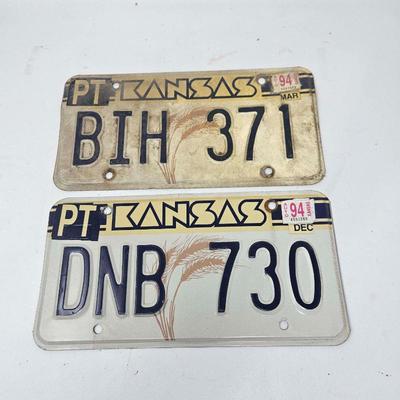 PT KANSAS 94
MAR
BIH 371
PT KANSAS 94
DEC
DNB 730